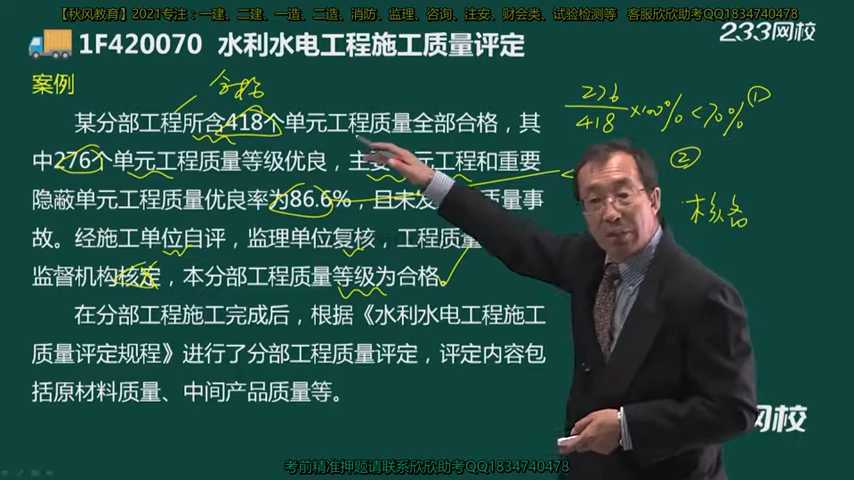 【秋风教育】2021专注：一建、二建、一造、二造、消防、监理、咨询、注安、财会类、试验检测等 客服欣欣助考QQ1834740478
1F420070 水利水电工程施工质量评定
233网校
案例
合格
某分部工程所含418个单元工程质量全部合格，其
中276个单元工程质量等级优良，主要 元工程和重要
隐蔽单元工程质量优良率为86.6%，且未发 质量事
故。经施工单位自评，监理单位复核，工程质量
监督机构核定，本分部工程质量等级为合格。
在分部工程施工完成后，根据《水利水电工程施工
质量评定规程》进行了分部工程质量评定，评定内容包
括原材料质量、中间产品质量等。
276/418 ×100% <70% ①
②
核备
网校
考前精准押题请联系欣欣助考QQ1834740478